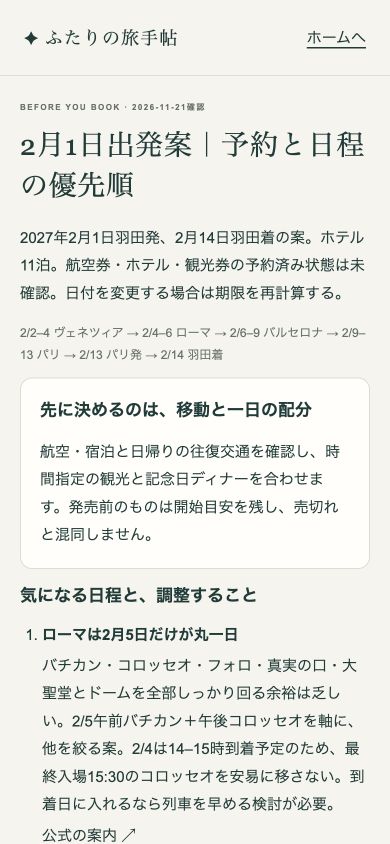 ✦ ふたりの旅手帖
ホームへ
BEFORE YOU BOOK · 2026-11-21確認
2月1日出発案｜予約と日程
の優先順
2027年2月1日羽田発、2月14日羽田着の案。ホテル
11泊。航空券・ホテル・観光券の予約済み状態は未
確認。日付を変更する場合は期限を再計算する。
2/2–4 ヴェネツィア → 2/4–6 ローマ → 2/6–9 バルセロナ → 2/9–
13 パリ → 2/13 パリ発 → 2/14 羽田着
先に決めるのは、移動と一日の配分
航空・宿泊と日帰りの往復交通を確認し、時
間指定の観光と記念日ディナーを合わせま
す。発売前のものは開始目安を残し、売切れ
と混同しません。
気になる日程と、調整すること
1. ローマは2月5日だけが丸一日
バチカン・コロッセオ・フォロ・真実の口・大
聖堂とドームを全部しっかり回る余裕は乏し
い。2/5午前バチカン＋午後コロッセオを軸に、
他を絞る案。2/4は14–15時到着予定のため、最
終入場15:30のコロッセオを安易に移さない。到
着日に入れるなら列車を早める検討が必要。
公式の案内 ↗